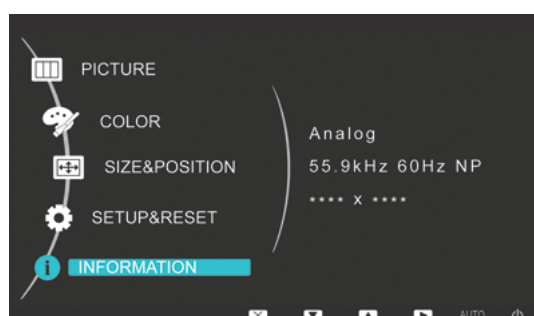 PICTURE
COLOR
SIZE&POSITION
SETUP&RESET
INFORMATION
Analog
55.9kHz 60Hz NP
**** X ****
AUTO